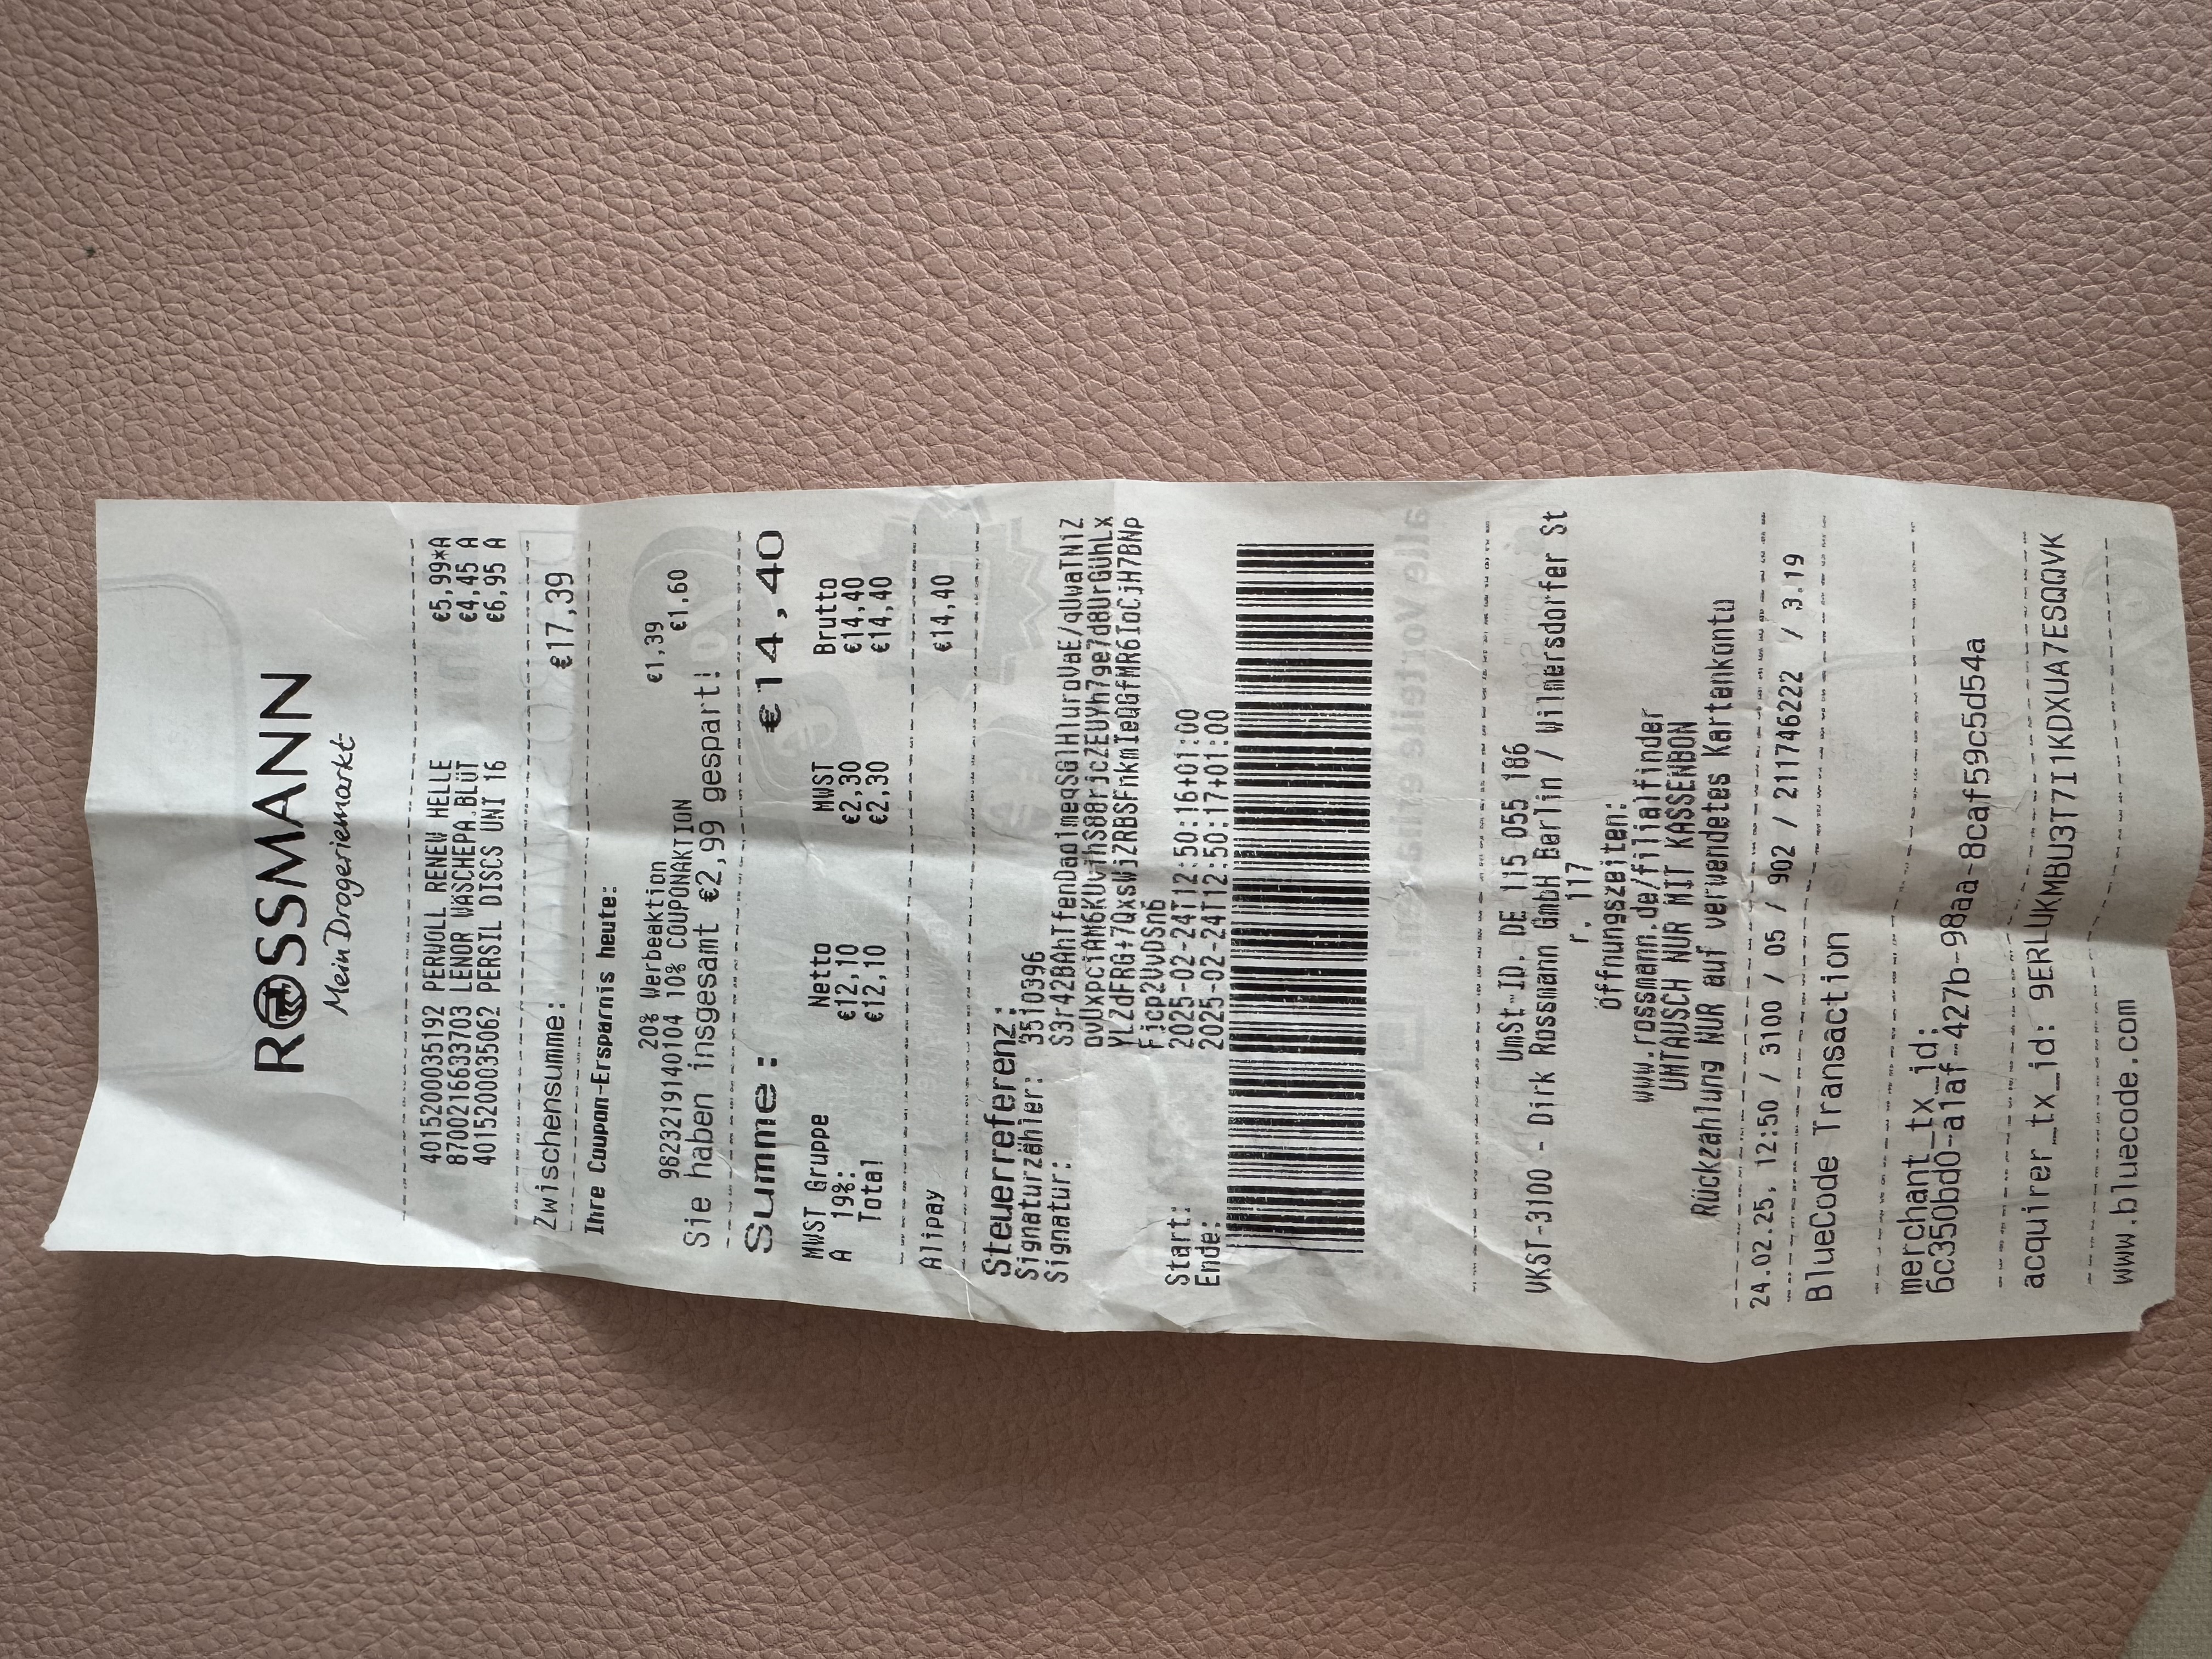 ROSSMANN
Mein Drogeriemarkt
4015200035192 PERWOLL RENEW HELLE €5,99*A
8700216633703 LENOR WÄSCHEPA.BLÜT €4,45 A
4015200035062 PERSIL DISCS UNI 16 €6,95 A
Zwischensumme: €17,39
Ihre Coupon-Ersparnis heute:
20% Werbeaktion €1,39
9823219140104 10% COUPONAKTION €1,60
Sie haben insgesamt €2,99 gespart!
Summe: €14,40
MWST Gruppe Netto MWST Brutto
A 19%: €12,10 €2,30 €14,40
Total €12,10 €2,30 €14,40
Alipay €14,40
Steuerreferenz:
Signaturzähler: 3510396
Signatur:
Start: 2025-02-24T12:50:16+01:00
Ende: 2025-02-24T12:50:17+01:00
UmSt-ID. DE 115 055 186
VKST-3100 - Dirk Rossmann GmbH Berlin / Wilmersdorfer St
r. 117
Öffnungszeiten:
www.rossmann.de/filialfinder
UMTAUSCH NUR MIT KASSENBON
Rückzahlung NUR auf verwendetes Kartenkonto
24.02.25, 12:50 / 3100 / 05 / 902 / 211746222 / 3.19
BlueCode Transaction
merchant_tx_id:
6c350bd0-a1af-427b-98aa-8caf59c5d54a
acquirer_tx_id: 9ERLUKMBU3T7I1KDXUA7ESQQVK
www.bluecode.com